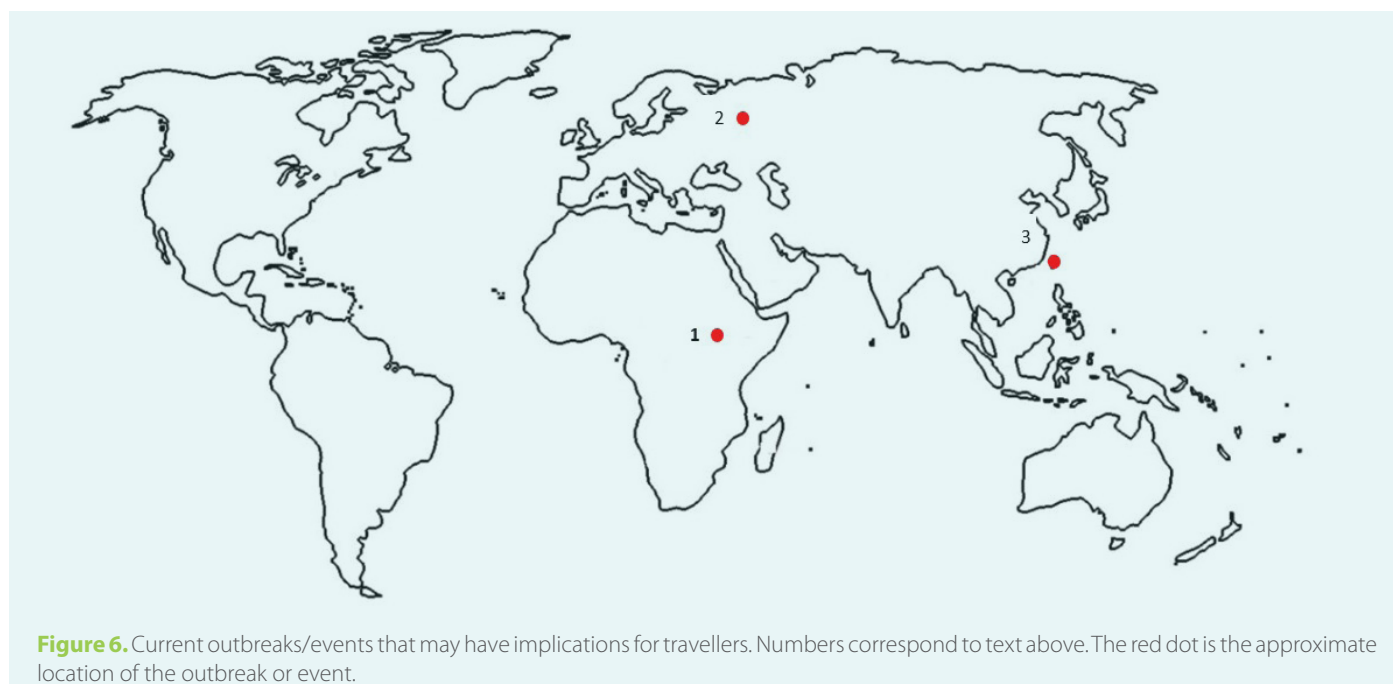 2
3
1
Figure 6. Current outbreaks/events that may have implications for travellers. Numbers correspond to text above. The red dot is the approximate
location of the outbreak or event.